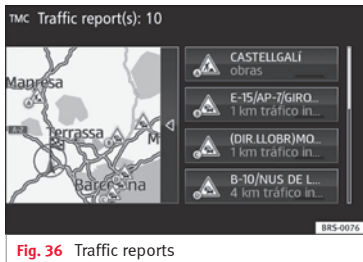 TMC Traffic report(s): 10
Manresa
Terrassa
Barcelona
CASTELLGALÍ
obras
E-15/AP-7/GIRO...
1 km tráfico in...
(DIR.LLOBR)MO...
1 km tráfico in...
B-10/NUS DE L...
4 km tráfico in...
BRS-0076
Fig. 36 Traffic reports